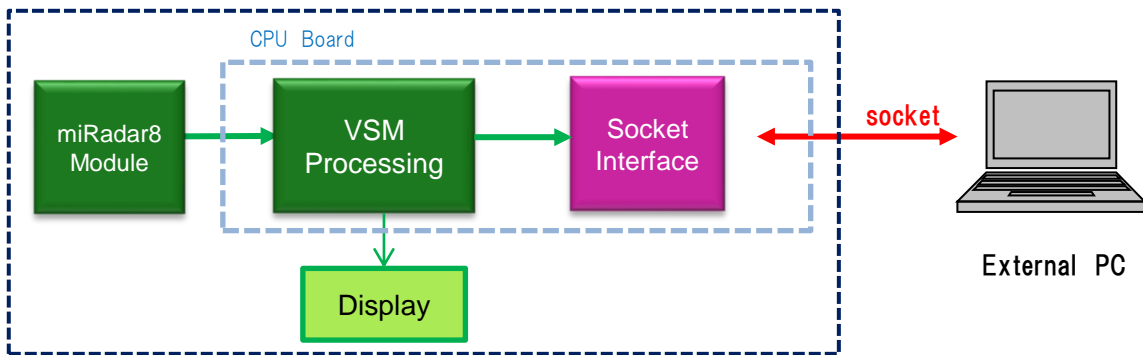 CPU Board
miRadar8
Module
VSM
Processing
Socket
Interface
socket
Display
External PC